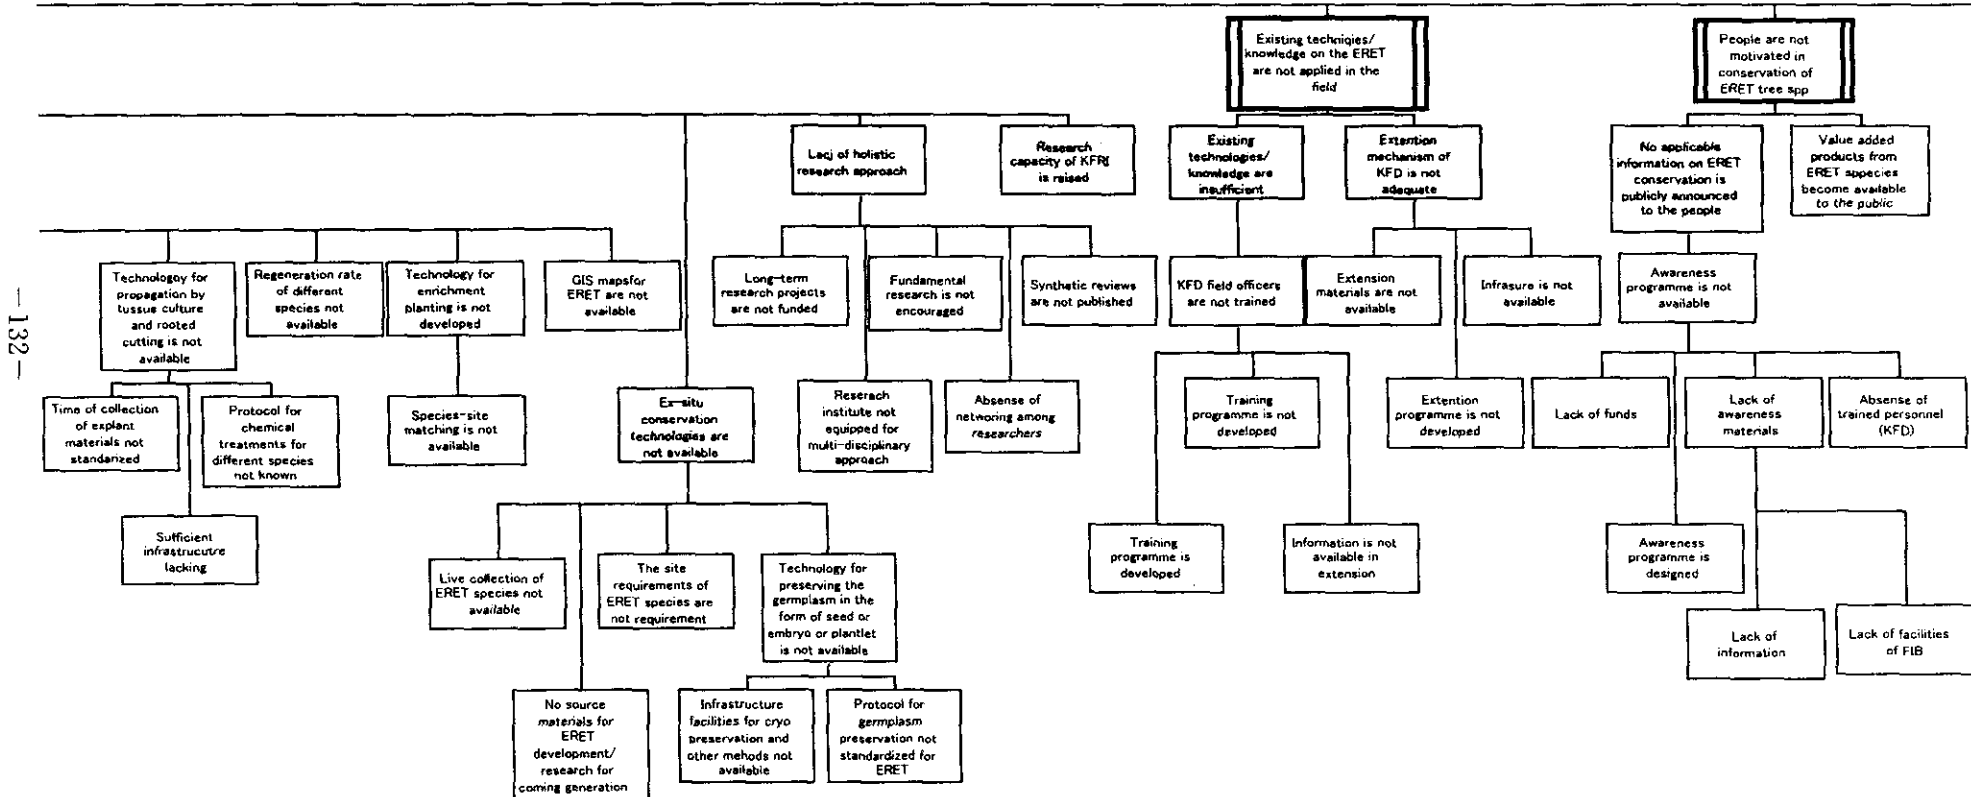 Existing techniqies/
knowledge on the ERET
are not applied in the
field
People are not
motivated in
conservation of
ERET tree spp
Lacj of holistic
research approach
Research
capacity of KFRI
is raised
Existing
technologies/
knowledge are
insufficient
Extention
mechanism of
KFD is not
adequate
No applicable
information on ERET
conservation is
publicly announced
to the people
Value added
products from
ERET sppecies
become available
to the public
Technologay for
propagation by
tussue culture
and rooted
cutting is not
available
Regeneration rate
of different
species not
available
Technology for
enrichment
planting is not
developed
GIS mapsfor
ERET are not
available
Long-term
research projects
are not funded
Fundamental
research is not
encouraged
Synthetic reviews
are not published
KFD field officers
are not trained
Extension
materials are not
available
Infrasure is not
available
Awareness
programme is not
available
— 132 —
Time of collection
of explant
materials not
standarized
Protocol for
chemical
treatments for
different species
not known
Species-site
matching is not
available
Ex-situ
conservation
technologies are
not available
Reserach
institute not
equipped for
multi-disciplinary
approach
Absense of
networing among
researchers
Training
programme is not
developed
Extention
programme is not
developed
Lack of funds
Lack of
awareness
materials
Absense of
trained personnel
(KFD)
Sufficient
infrastrucutre
lacking
Live collection of
ERET species not
available
The site
requirements of
ERET species are
not requirement
Technology for
preserving the
germplasm in the
form of seed or
embryo or plantlet
is not available
Training
programme is
developed
Information is not
available in
extension
Awareness
programme is
designed
Lack of
information
Lack of facilities
of FIB
No source
materials for
ERET
development/
research for
coming generation
Infrastructure
facilities for cryo
preservation and
other mehods not
available
Protocol for
germplasm
preservation not
standardized for
ERET